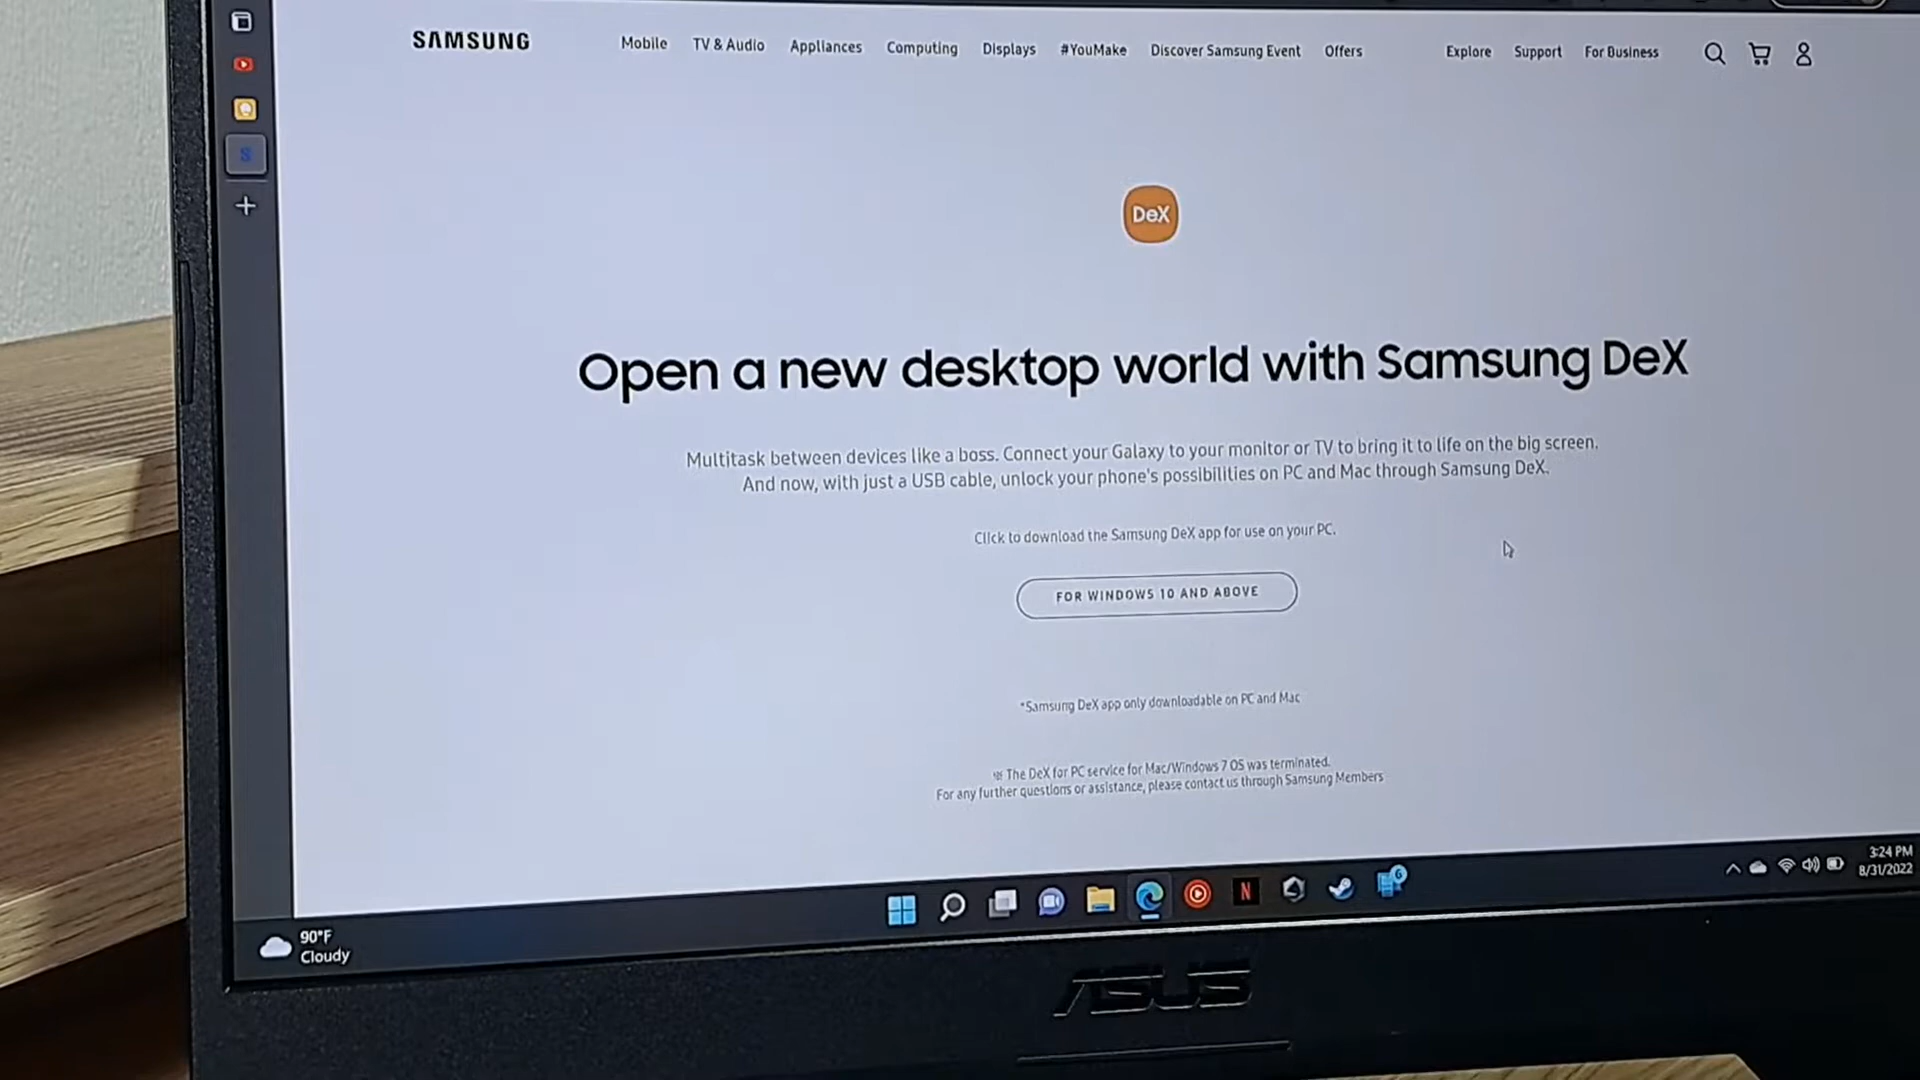 SAMSUNG
Mobile TV & Audio Appliances Computing Displays #YouMake Discover Samsung Event Offers Explore Support For Business
S
DeX
Open a new desktop world with Samsung DeX
Multitask between devices like a boss. Connect your Galaxy to your monitor or TV to bring it to life on the big screen.
And now, with just a USB cable, unlock your phone's possibilities on PC and Mac through Samsung DeX.
Click to download the Samsung DeX app for use on your PC.
FOR WINDOWS 10 AND ABOVE
*Samsung DeX app only downloadable on PC and Mac
※ The DeX for PC service for Mac/Windows 7 OS was terminated.
For any further questions or assistance, please contact us through Samsung Members
3:24 PM
8/31/2022
N
6
90°F
Cloudy
ASUS